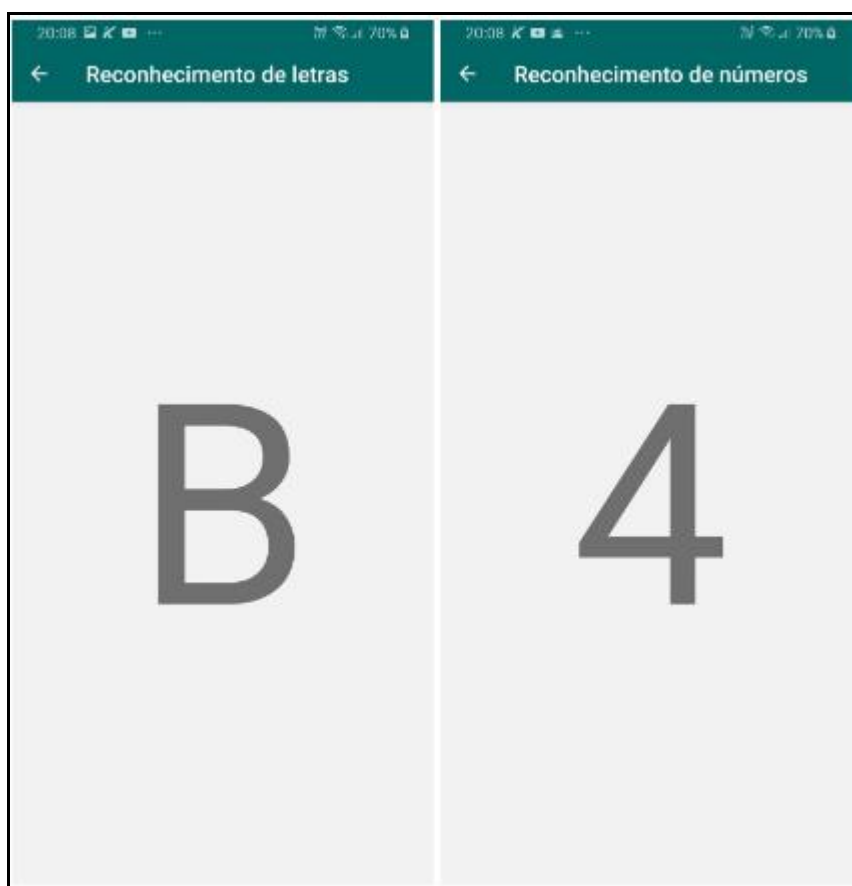 20:08 K ...
70%
Reconhecimento de letras
B
20:08 K ...
70%
Reconhecimento de números
4